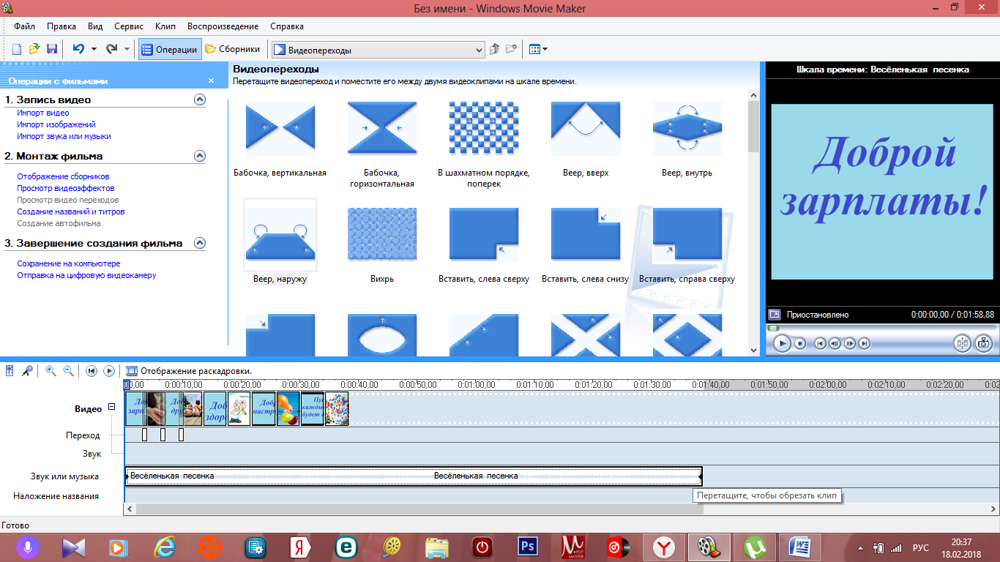 Без имени - Windows Movie Maker
Файл Правка Вид Сервис Клип Воспроизведение Справка
Операции Сборники Видеопереходы
Операции с фильмами
1. Запись видео
Импорт видео
Импорт изображений
Импорт звука или музыки
2. Монтаж фильма
Отображение сборников
Просмотр видеоэффектов
Просмотр видео переходов
Создание названий и титров
Создание автофильма
3. Завершение создания фильма
Сохранение на компьютере
Отправка на цифровую видеокамеру
Видеопереходы
Перетащите видеопереход и поместите его между двумя видеоклипами на шкале времени.
Бабочка, вертикальная
Бабочка,
горизонтальная
В шахматном порядке,
поперек
Веер, вверх
Веер, внутрь
Веер, наружу
Вихрь
Вставить, слева сверху
Вставить, слева снизу
Вставить, справа сверху
Шкала времени: Весёленькая песенка
Доброй
зарплаты!
Приостановлено 0:00:00,00 / 0:01:58,88
Отображение раскадровки.
00,00 0:00:10,00 0:00:20,00 0:00:30,00 0:00:40,00 0:00:50,00 0:01:00,00 0:01:10,00 0:01:20,00 0:01:30,00 0:01:40,00 0:01:50,00 0:02:00,00 0:02:10,00 0:02:20,00 0:02
Видео
Переход
Звук
Звук или музыка
Весёленькая песенка Весёленькая песенка
Наложение названия
Перетащите, чтобы обрезать клип
Готово
Я e Ps PDF MASTER Y W
РУС
20:37
18.02.2018